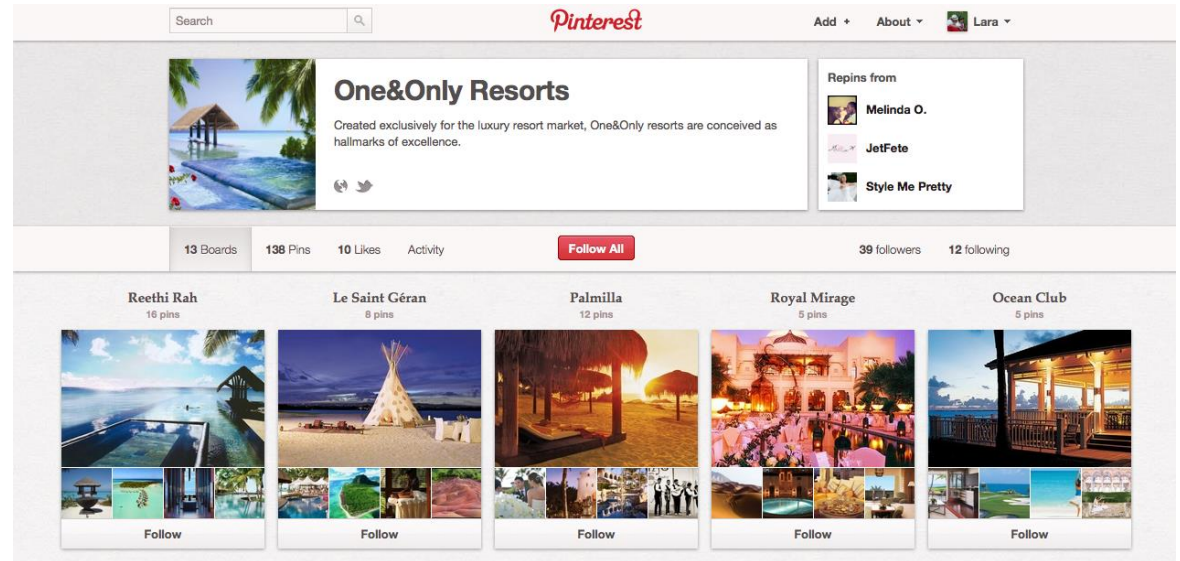 Search
Pinterest
Add +
About
Lara
One&Only Resorts
Created exclusively for the luxury resort market, One&Only resorts are conceived as
hallmarks of excellence.
Repins from
Melinda O.
JetFete
Style Me Pretty
13 Boards
138 Pins
10 Likes
Activity
Follow All
39 followers
12 following
Reethi Rah
16 pins
Le Saint Géran
8 pins
Palmilla
12 pins
Royal Mirage
5 pins
Ocean Club
5 pins
Follow
Follow
Follow
Follow
Follow